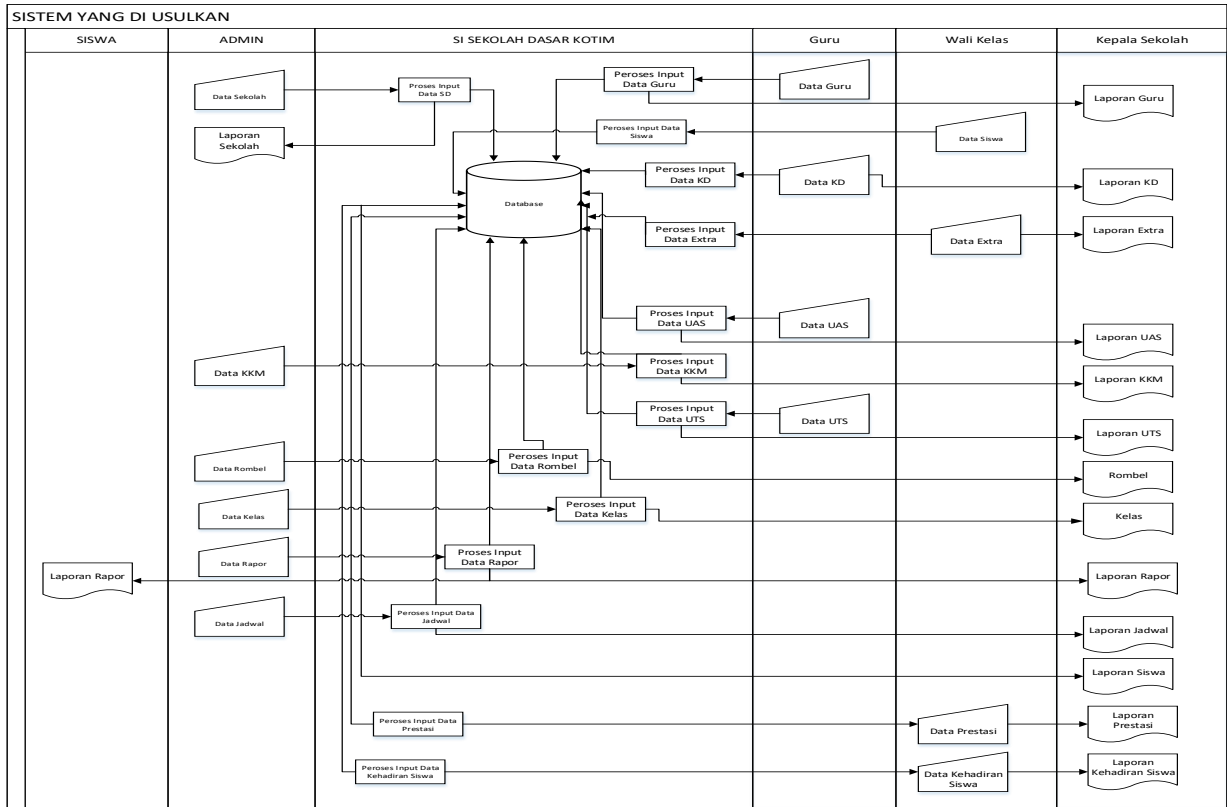 SISTEM YANG DI USULKAN
SISWA
ADMIN
SI SEKOLAH DASAR KOTIM
Guru
Wali Kelas
Kepala Sekolah
Data Sekolah
Proses Input
Data SD
Peroses Input
Data Guru
Data Guru
Laporan Guru
Laporan
Sekolah
Peroses Input Data
Siswa
Data Siswa
Database
Peroses Input
Data KD
Data KD
Laporan KD
Peroses Input
Data Extra
Data Extra
Laporan Extra
Proses Input
Data UAS
Data UAS
Laporan UAS
Data KKM
Proses Input
Data KKM
Laporan KKM
Proses Input
Data UTS
Data UTS
Laporan UTS
Data Rombel
Peroses Input
Data Rombel
Rombel
Data Kelas
Peroses Input
Data Kelas
Kelas
Data Rapor
Proses Input
Data Rapor
Laporan Rapor
Laporan Rapor
Data Jadwal
Peroses Input Data
Jadwal
Laporan Jadwal
Laporan Siswa
Peroses Input Data
Prestasi
Data Prestasi
Laporan
Prestasi
Peroses Input Data
Kehadiran Siswa
Data Kehadiran
Siswa
Laporan
Kehadiran Siswa